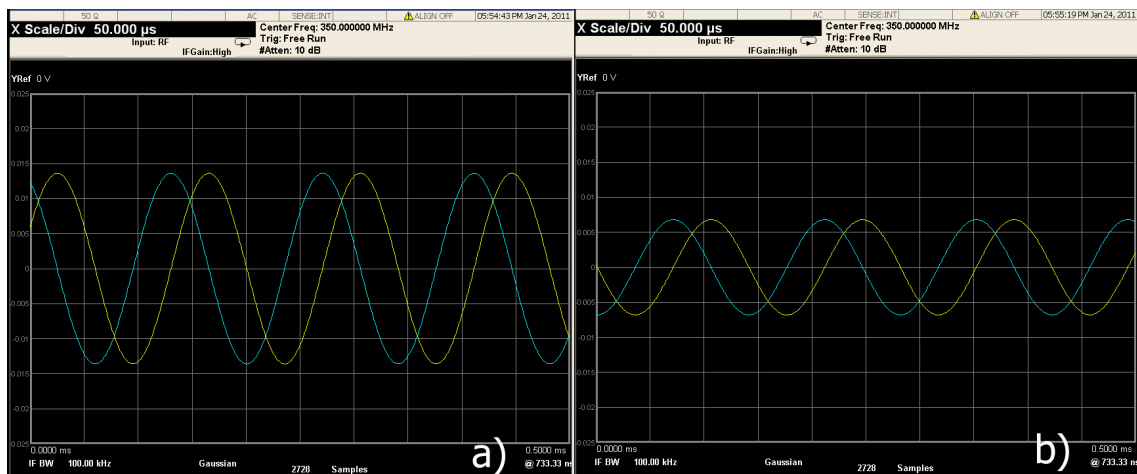 50 Ω AC SENSE:INT ALIGN OFF 05:54:43 PM Jan 24, 2011
X Scale/Div 50.000 µs
Input: RF
IFGain:High
Center Freq: 350.000000 MHz
Trig: Free Run
#Atten: 10 dB
YRef 0 V
0.025
0.02
0.015
0.01
0.005
0
-0.005
-0.01
-0.015
-0.02
-0.025
0.0000 ms 0.5000 ms
IF BW 100.00 kHz Gaussian 2728 Samples @ 733.33 ns
a)
50 Ω AC SENSE:INT ALIGN OFF 05:55:19 PM Jan 24, 2011
X Scale/Div 50.000 µs
Input: RF
IFGain:High
Center Freq: 350.000000 MHz
Trig: Free Run
#Atten: 10 dB
YRef 0 V
0.025
0.02
0.015
0.01
0.005
0
-0.005
-0.01
-0.015
-0.02
-0.025
0.0000 ms 0.5000 ms
IF BW 100.00 kHz Gaussian 2728 Samples @ 733.33 n
b)